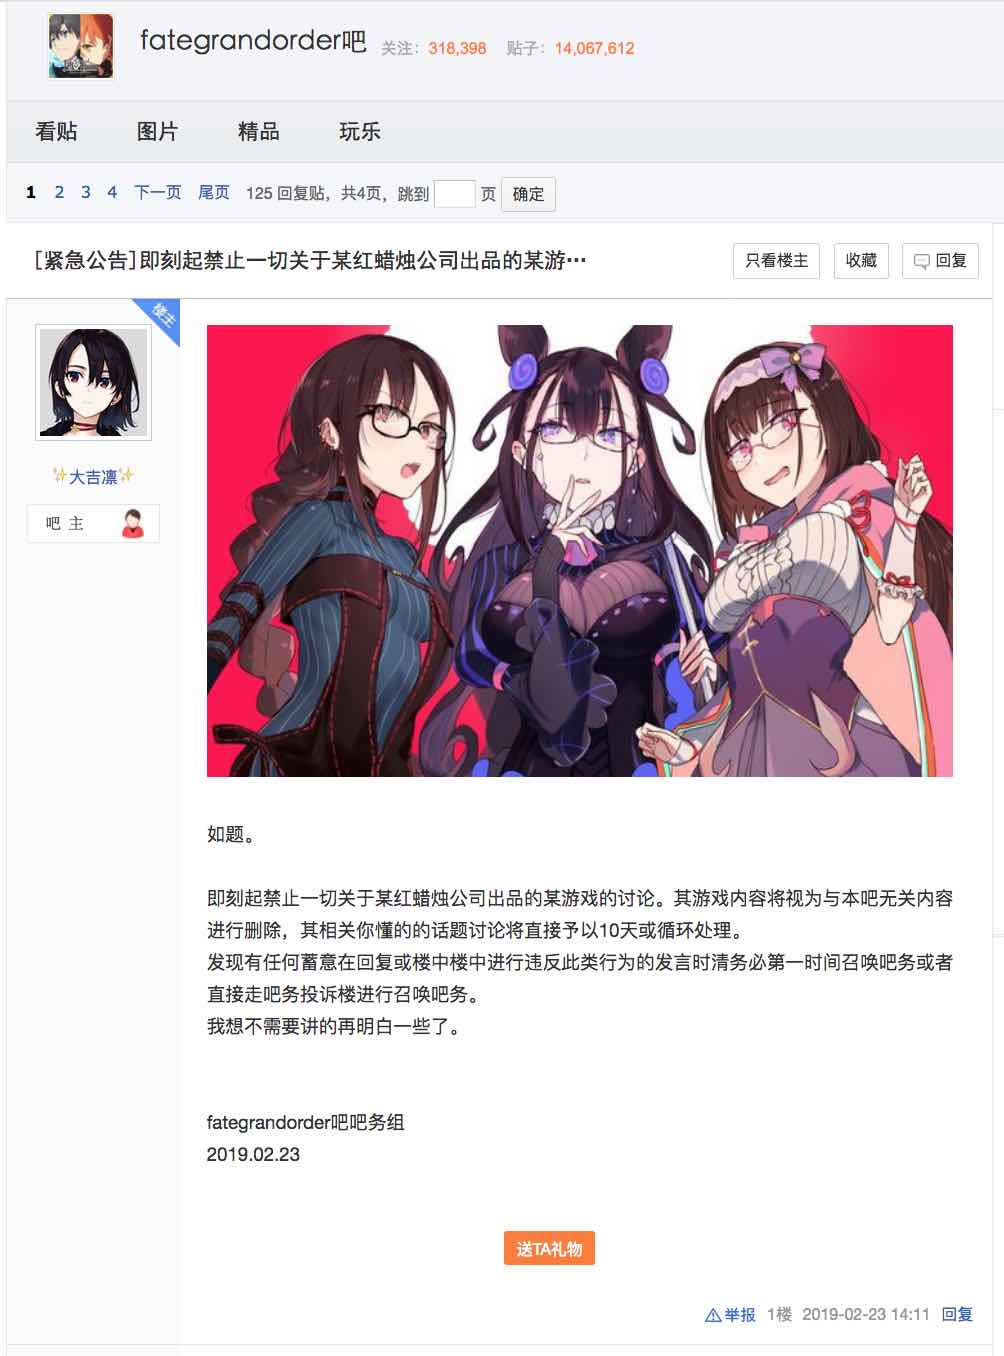 fategrandorder吧 关注：318,398 贴子：14,067,612
看贴 图片 精品 玩乐
1 2 3 4 下一页 尾页 125 回复贴，共4页，跳到 页 确定
[紧急公告]即刻起禁止一切关于某红蜡烛公司出品的某游… 只看楼主 收藏 回复
楼主
✨大吉凛✨
吧主
如题。
即刻起禁止一切关于某红蜡烛公司出品的某游戏的讨论。其游戏内容将视为与本吧无关内容
进行删除，其相关你懂的的话题讨论将直接予以10天或循环处理。
发现有任何蓄意在回复或楼中楼中进行违反此类行为的发言时清务必第一时间召唤吧务或者
直接走吧务投诉楼进行召唤吧务。
我想不需要讲的再明白一些了。
fategrandorder吧吧务组
2019.02.23
送TA礼物
举报 1楼 2019-02-23 14:11 回复